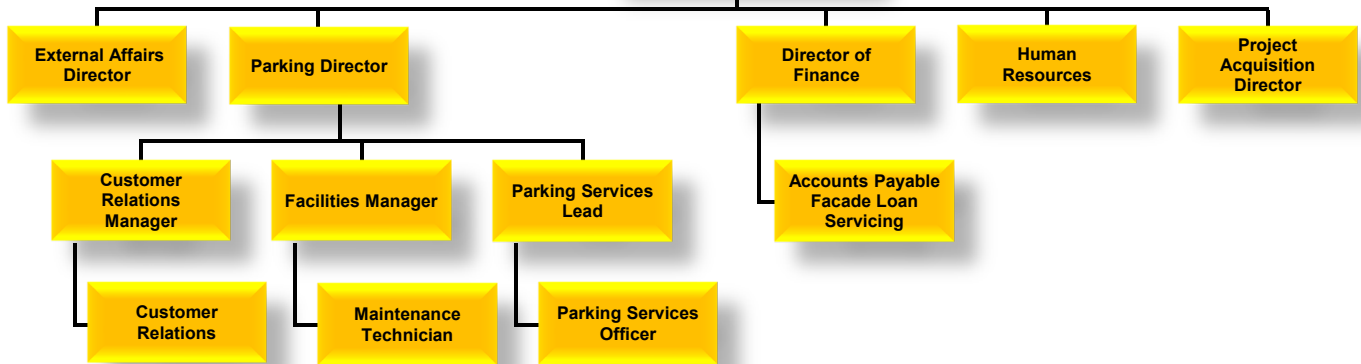 External Affairs
Director
Parking Director
Director of
Finance
Human
Resources
Project
Acquisition
Director
Customer
Relations
Manager
Facilities Manager
Parking Services
Lead
Accounts Payable
Facade Loan
Servicing
Customer
Relations
Maintenance
Technician
Parking Services
Officer